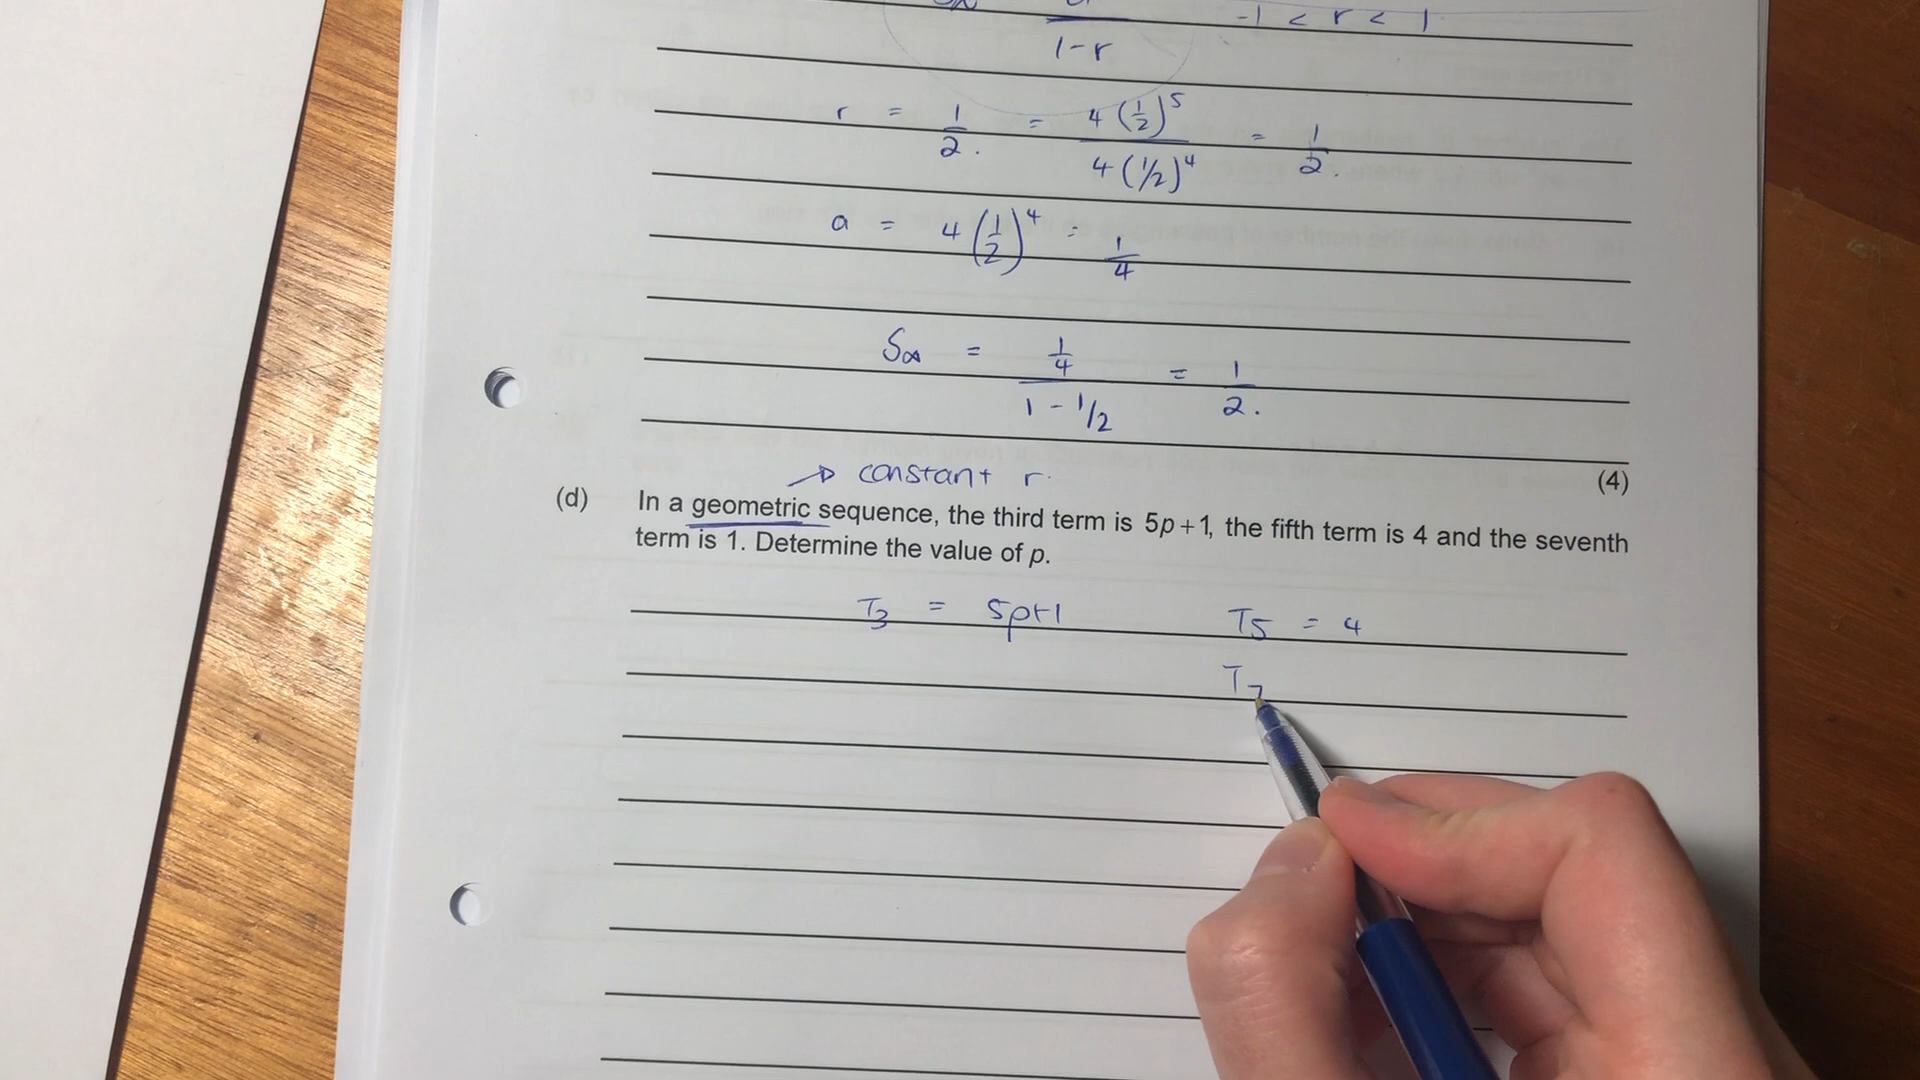 1-r -1 < r < 1
r = 1/2. = 4(1/2)^5 / 4(1/2)^4 = 1/2.
a = 4(1/2)^4 = 1/4
S∞ = 1/4 / 1 - 1/2 = 1/2.
→ constant r.
(4)
(d) In a geometric sequence, the third term is 5p+1, the fifth term is 4 and the seventh
term is 1. Determine the value of p.
T3 = 5p+1 T5 = 4
T7